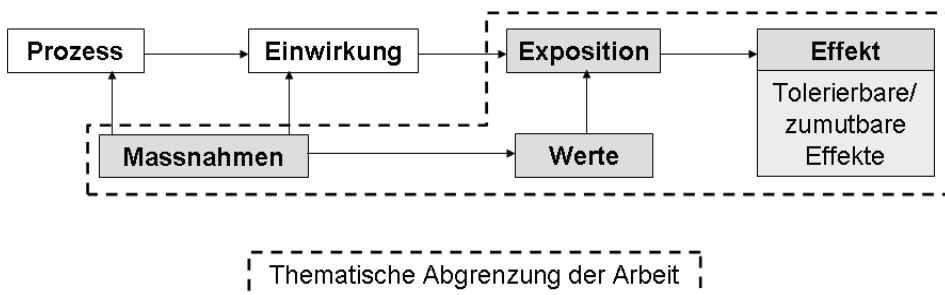 Prozess
Einwirkung
Exposition
Effekt
Tolerierbare/
zumutbare
Effekte
Massnahmen
Werte
Thematische Abgrenzung der Arbeit